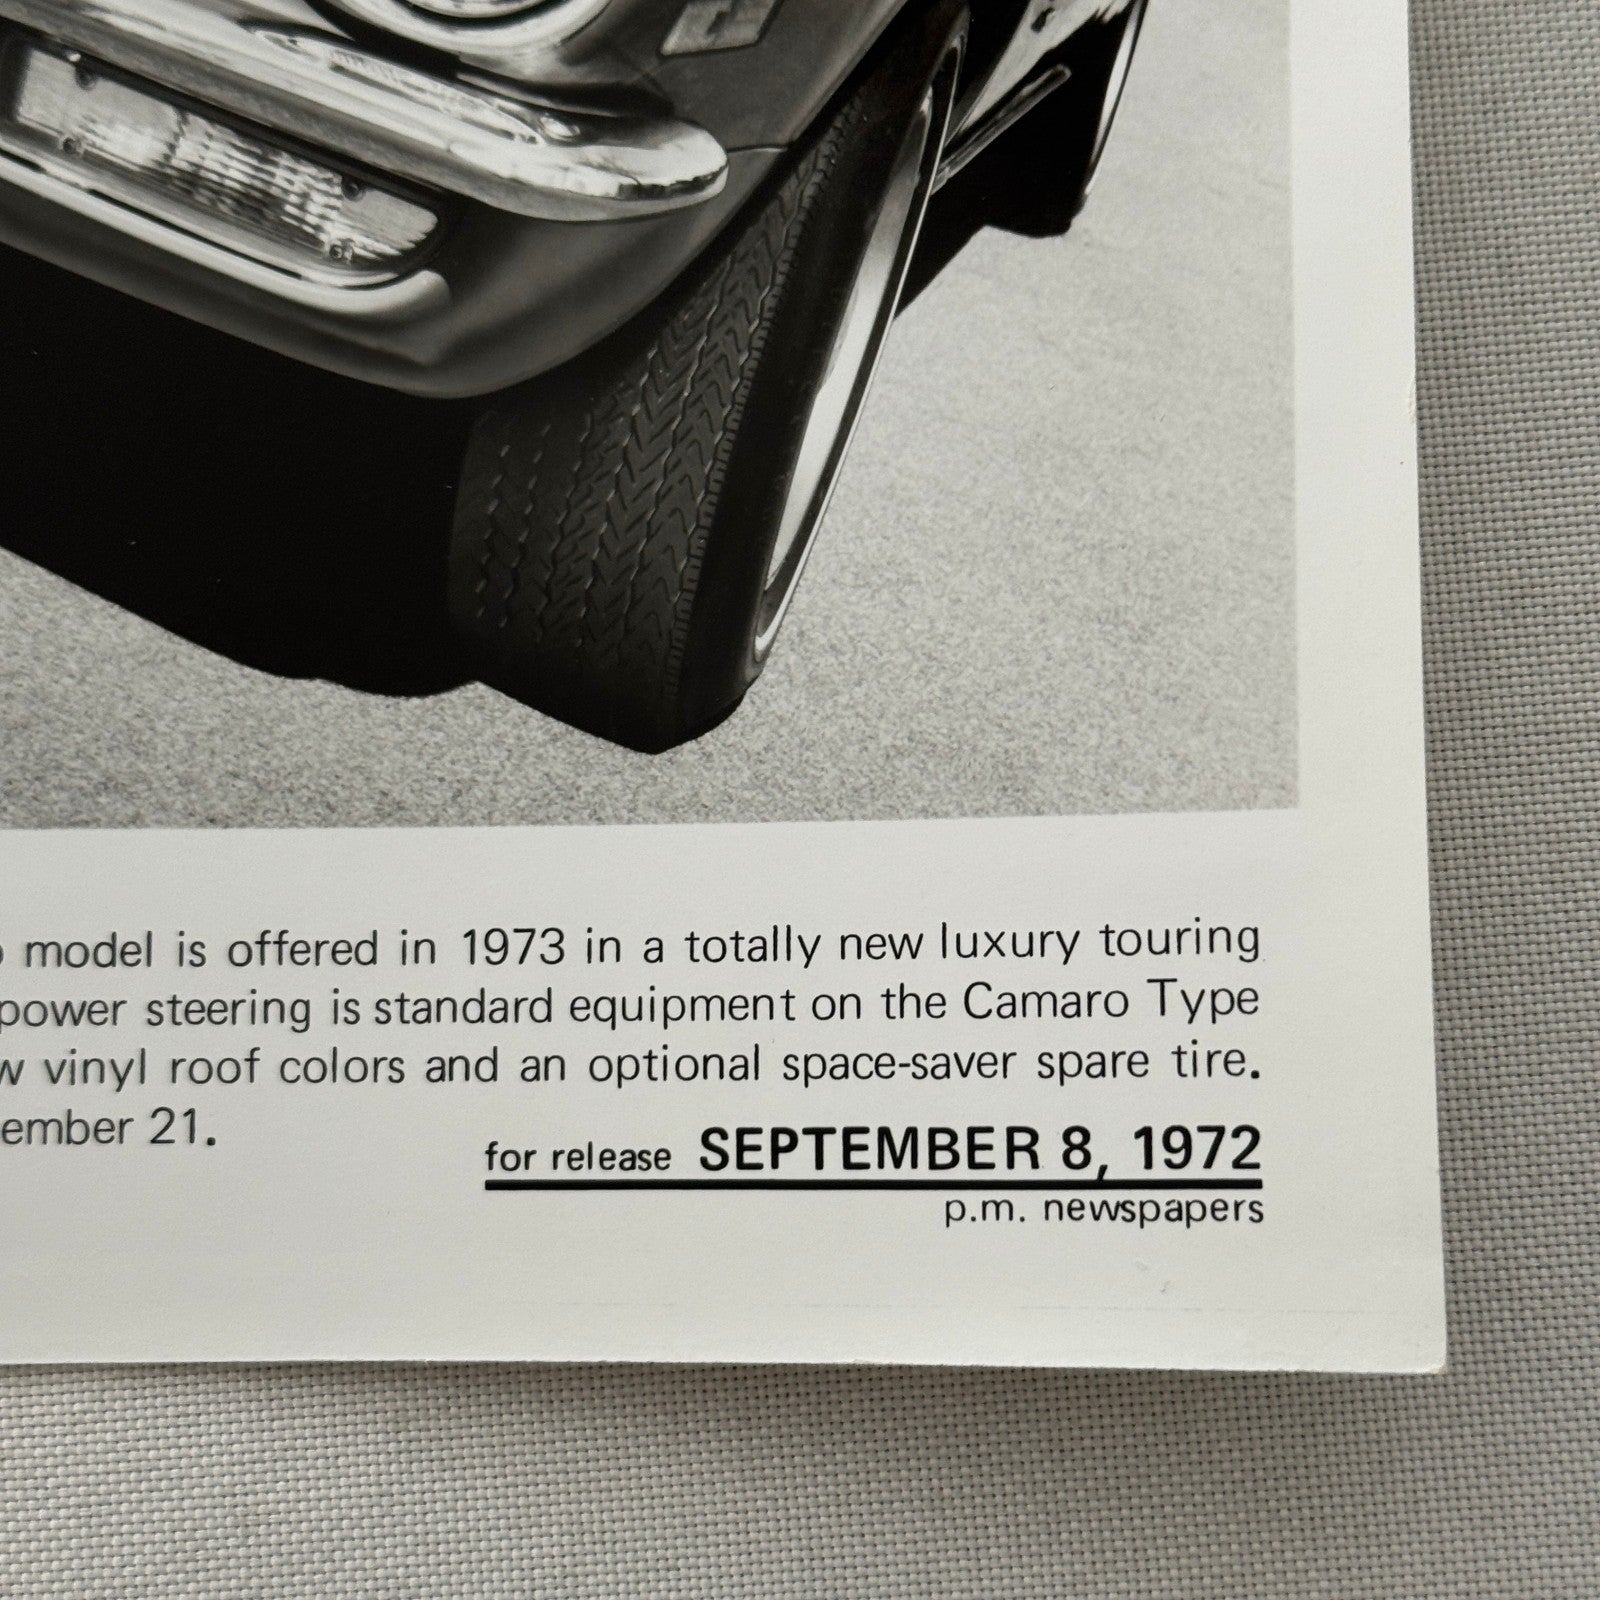 model is offered in 1973 in a totally new luxury touring
power steering is standard equipment on the Camaro Type
vinyl roof colors and an optional space-saver spare tire.
ember 21.
for release SEPTEMBER 8, 1972
p.m. newspapers